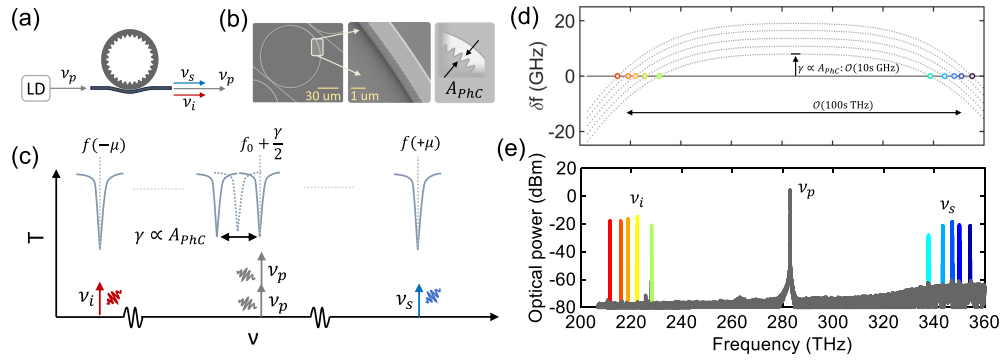 (a)
LD
ν_p
ν_s
ν_p
ν_i
(b)
30 um
1 um
A_PhC
(c)
T
f(−μ)
f_0 + γ/2
f(+μ)
γ ∝ A_PhC
ν_p
ν_p
ν_i
ν_s
ν
(d)
δf (GHz)
20
0
-20
γ ∝ A_PhC: O(10s GHz)
O(100s THz)
(e)
Optical power (dBm)
20
0
-20
-40
-60
-80
ν_i
ν_p
ν_s
200 220 240 260 280 300 320 340 360
Frequency (THz)